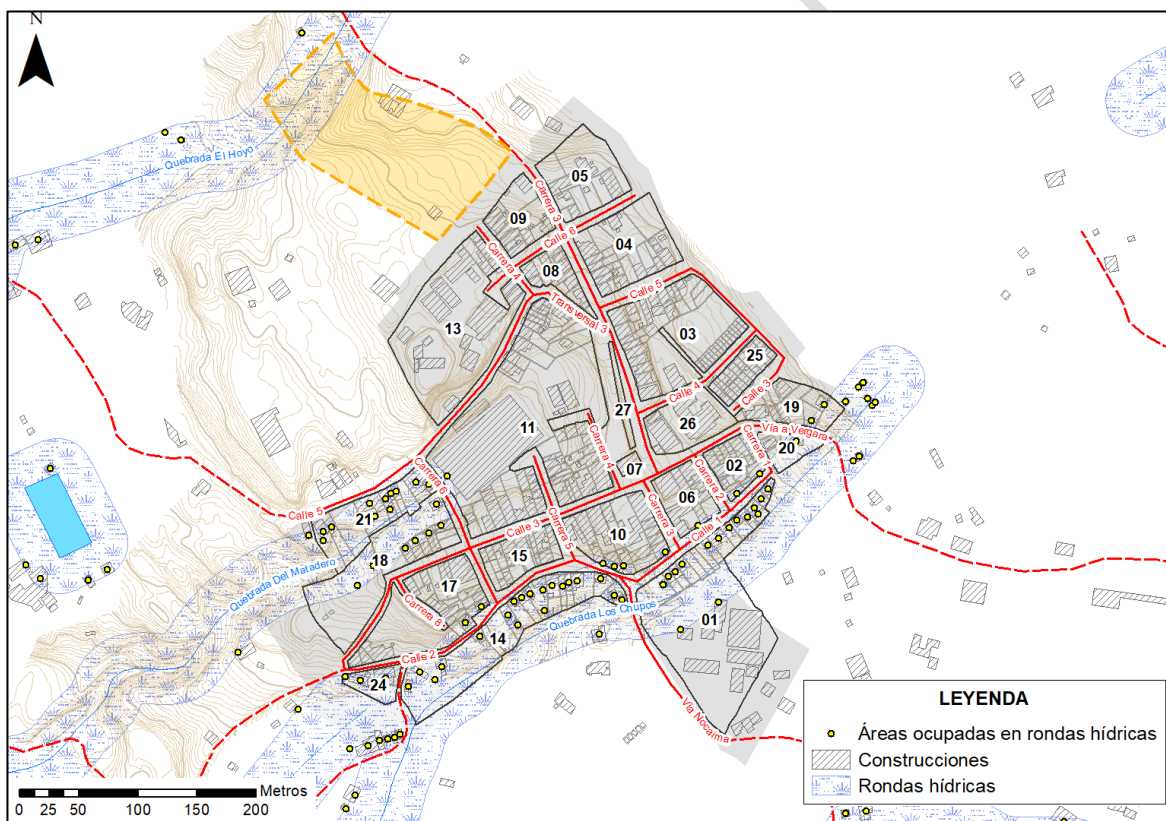 N
Quebrada El Hoyo
05
Carrera 3
09
Calle 6
04
Carrera 4
08
Calle 5
Transversal 3
13
03
25
Calle 4
Calle 3
19
27
26
11
Vía a Vergara
20
Carrera 4
07
02
Carrera 1
Carrera 6
Carrera 2
06
Calle 5
21
Calle 3
10
Carrera 3
Calle 1
18
15
Carrera 5
Quebrada Del Matadero
17
Carrera 8
Quebrada Los Chupos
01
14
Calle 2
24
Vía Nocaima
LEYENDA
Áreas ocupadas en rondas hídricas
Construcciones
Rondas hídricas
Metros
0 25 50 100 150 200